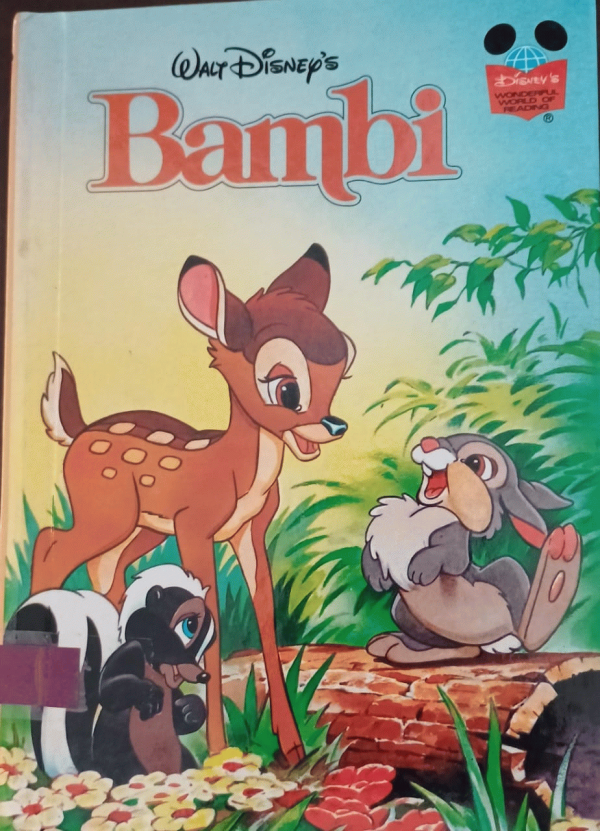 WALT DISNEY'S
Bambi
DISNEY'S
WONDERFUL
WORLD OF
READING
®